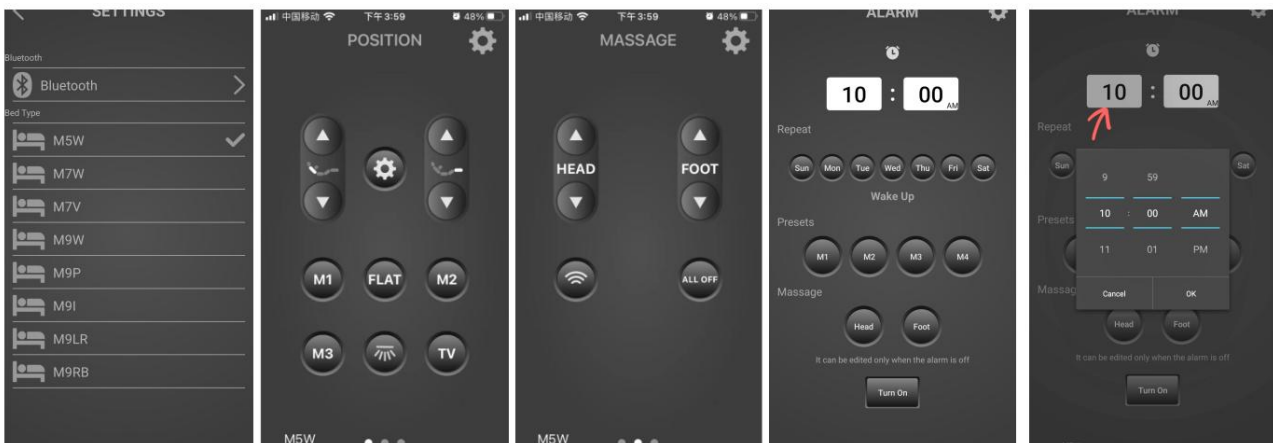 SETTINGS
Bluetooth
Bluetooth
Bed Type
M5W
M7W
M7V
M9W
M9P
M9I
M9LR
M9RB
中国移动 下午3:59 48%
POSITION
M1 FLAT M2
M3 TV
M5W
中国移动 下午3:59 48%
MASSAGE
HEAD FOOT
ALL OFF
M5W
ALARM
10 : 00 AM
Repeat
Sun Mon Tue Wed Thu Fri Sat
Wake Up
Presets
M1 M2 M3 M4
Massage
Head Foot
It can be edited only when the alarm is off
Turn On
ALARM
10 : 00 AM
Repeat
Sun Sat
9 59
Presets
10 : 00 AM
11 01 PM
Massag
Cancel OK
Head Foot
It can be edited only when the alarm is off
Turn On